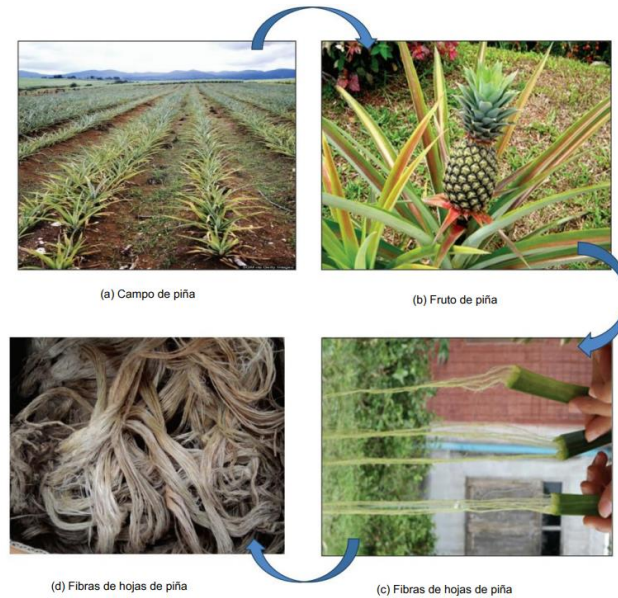 (a) Campo de piña
(b) Fruto de piña
(d) Fibras de hojas de piña
(c) Fibras de hojas de piña